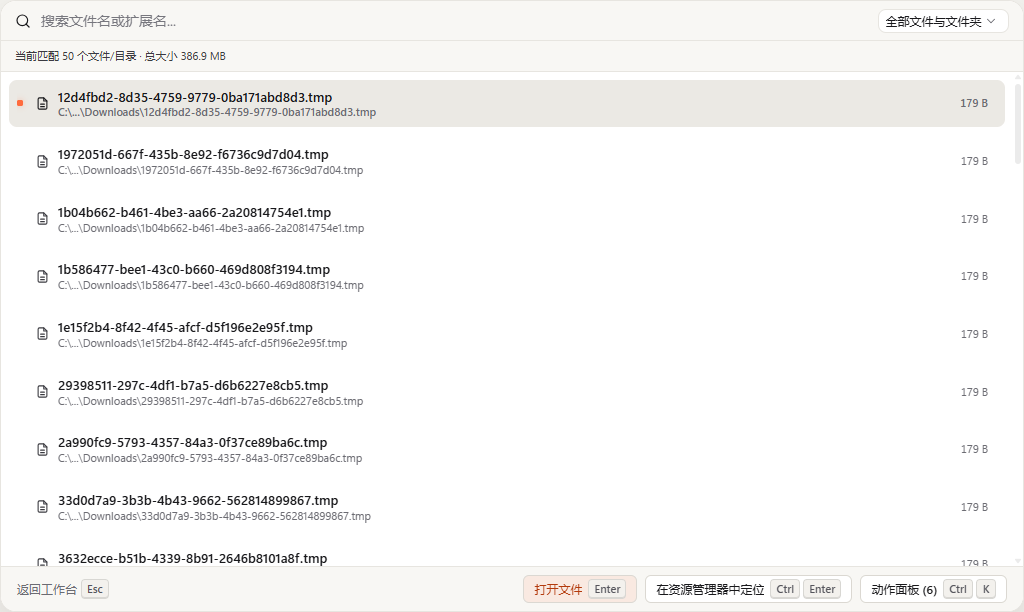 搜索文件名或扩展名...
全部文件与文件夹
当前匹配 50 个文件/目录 · 总大小 386.9 MB
12d4fbd2-8d35-4759-9779-0ba171abd8d3.tmp
C:\...\Downloads\12d4fbd2-8d35-4759-9779-0ba171abd8d3.tmp
179 B
1972051d-667f-435b-8e92-f6736c9d7d04.tmp
C:\...\Downloads\1972051d-667f-435b-8e92-f6736c9d7d04.tmp
179 B
1b04b662-b461-4be3-aa66-2a20814754e1.tmp
C:\...\Downloads\1b04b662-b461-4be3-aa66-2a20814754e1.tmp
179 B
1b586477-bee1-43c0-b660-469d808f3194.tmp
C:\...\Downloads\1b586477-bee1-43c0-b660-469d808f3194.tmp
179 B
1e15f2b4-8f42-4f45-afcf-d5f196e2e95f.tmp
C:\...\Downloads\1e15f2b4-8f42-4f45-afcf-d5f196e2e95f.tmp
179 B
29398511-297c-4df1-b7a5-d6b6227e8cb5.tmp
C:\...\Downloads\29398511-297c-4df1-b7a5-d6b6227e8cb5.tmp
179 B
2a990fc9-5793-4357-84a3-0f37ce89ba6c.tmp
C:\...\Downloads\2a990fc9-5793-4357-84a3-0f37ce89ba6c.tmp
179 B
33d0d7a9-3b3b-4b43-9662-562814899867.tmp
C:\...\Downloads\33d0d7a9-3b3b-4b43-9662-562814899867.tmp
179 B
3632ecce-b51b-4339-8b91-2646b8101a8f.tmp
179 B
返回工作台 Esc
打开文件 Enter
在资源管理器中定位 Ctrl Enter
动作面板 (6) Ctrl K